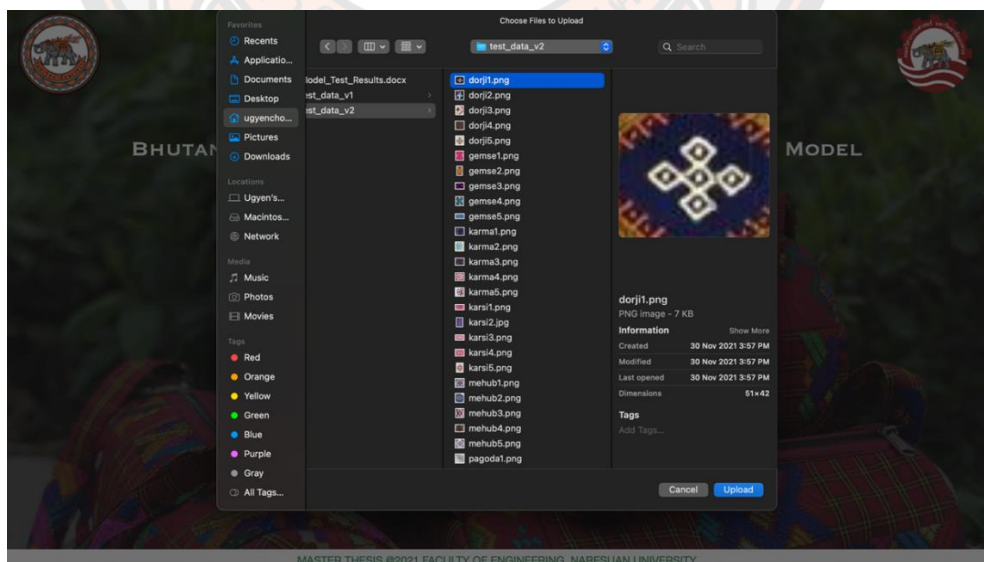 Choose Files to Upload
test_data_v2
Search
Favorites
Recents
Applicatio...
Documents
Desktop
ugyencho...
Pictures
Downloads
Locations
Ugyen's...
Macintos...
Network
Media
Music
Photos
Movies
Tags
Red
Orange
Yellow
Green
Blue
Purple
Gray
All Tags...
odel_Test_Results.docx
st_data_v1
st_data_v2
dorji1.png
dorji2.png
dorji3.png
dorji4.png
dorji5.png
gemse1.png
gemse2.png
gemse3.png
gemse4.png
gemse5.png
karma1.png
karma2.png
karma3.png
karma4.png
karma5.png
karsi1.png
karsi2.jpg
karsi3.png
karsi4.png
karsi5.png
mehub1.png
mehub2.png
mehub3.png
mehub4.png
mehub5.png
pagoda1.png
dorji1.png
PNG image - 7 KB
Information Show More
Created 30 Nov 2021 3:57 PM
Modified 30 Nov 2021 3:57 PM
Last opened 30 Nov 2021 3:57 PM
Dimensions 51×42
Tags
Add Tags...
Cancel Upload
BHUTAN MODEL
MASTER THESIS @2021 FACULTY OF ENGINEERING, NARESUAN UNIVERSITY